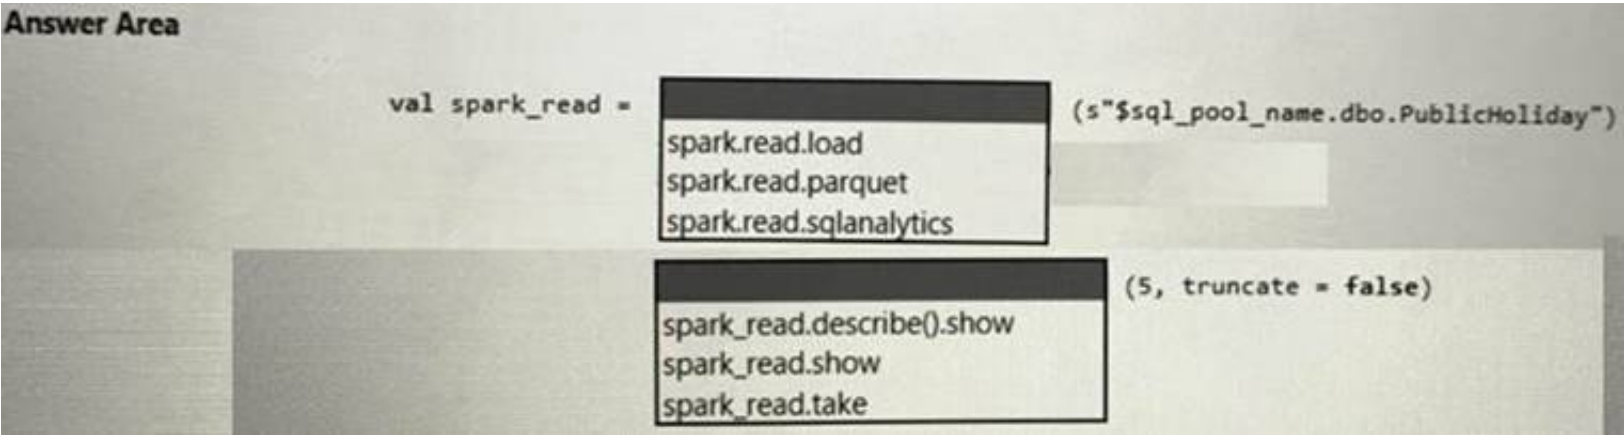 Answer Area
val spark_read = (s"$sql_pool_name.dbo.PublicHoliday")
spark.read.load
spark.read.parquet
spark.read.sqlanalytics
(5, truncate = false)
spark_read.describe().show
spark_read.show
spark_read.take